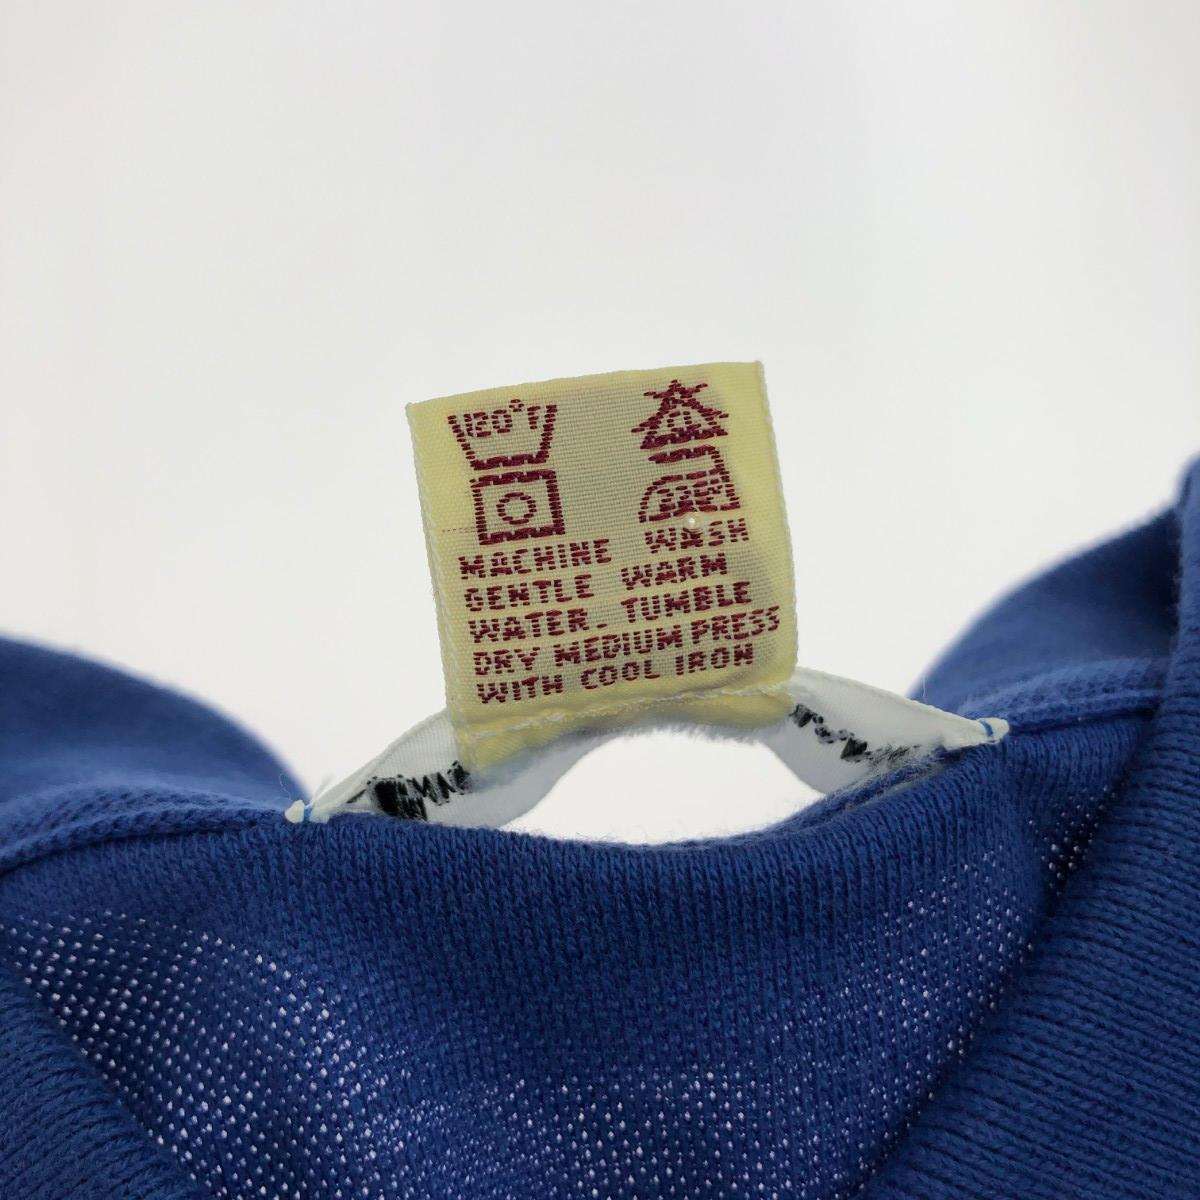 120°F
MACHINE WASH
GENTLE WARM
WATER. TUMBLE
DRY MEDIUM PRESS
WITH COOL IRON